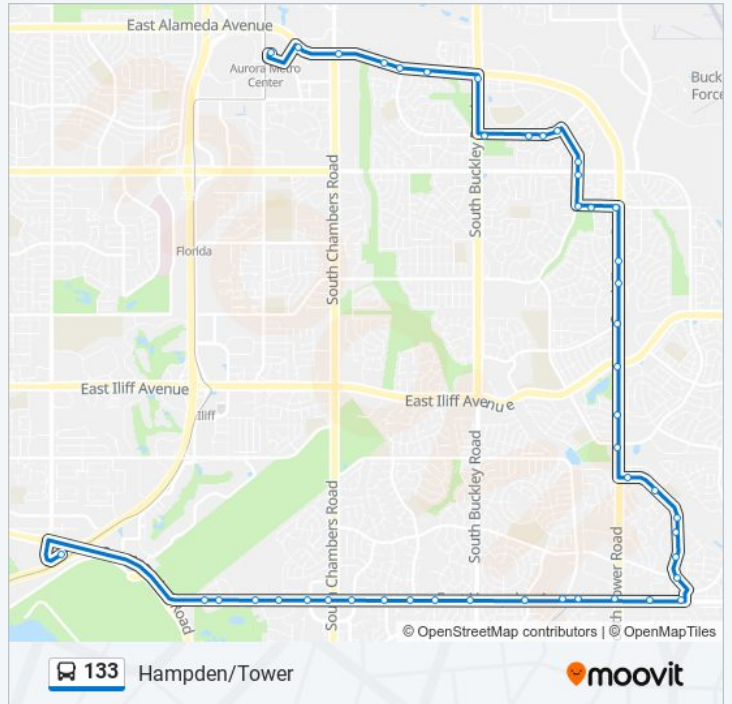 East Alameda Avenue
Aurora Metro
Center
Buck
Force
South Buckley
South Chambers Road
Florida
East Iliff Avenue
East Iliff Avenue
Iliff
South Buckley Road
South Chambers Road
Tower Road
Road
© OpenStreetMap contributors | © OpenMapTiles
133 Hampden/Tower
moovit